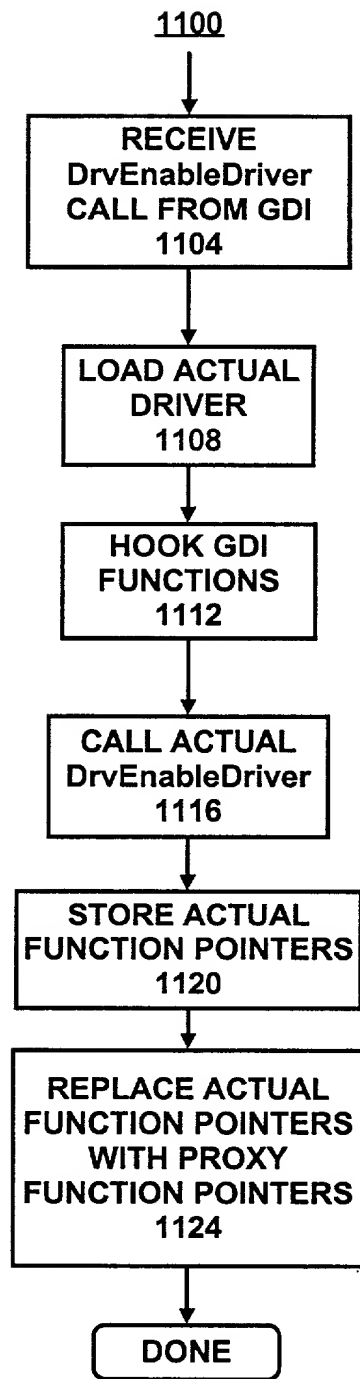 1100
RECEIVE
DrvEnableDriver
CALL FROM GDI
1104
LOAD ACTUAL
DRIVER
1108
HOOK GDI
FUNCTIONS
1112
CALL ACTUAL
DrvEnableDriver
1116
STORE ACTUAL
FUNCTION POINTERS
1120
REPLACE ACTUAL
FUNCTION POINTERS
WITH PROXY
FUNCTION POINTERS
1124
DONE